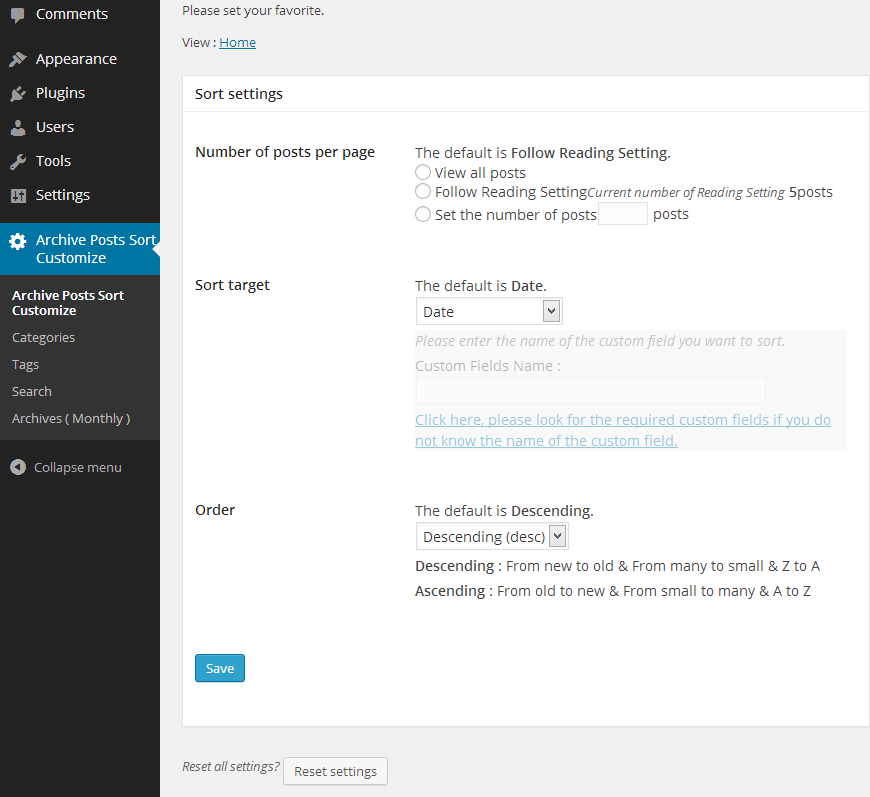 Comments
Appearance
Plugins
Users
Tools
Settings
Archive Posts Sort
Customize
Archive Posts Sort
Customize
Categories
Tags
Search
Archives ( Monthly )
Collapse menu
Please set your favorite.
View : Home
Sort settings
Number of posts per page
The default is Follow Reading Setting.
View all posts
Follow Reading SettingCurrent number of Reading Setting 5posts
Set the number of posts posts
Sort target
The default is Date.
Date
Please enter the name of the custom field you want to sort.
Custom Fields Name :
Click here, please look for the required custom fields if you do
not know the name of the custom field.
Order
The default is Descending.
Descending (desc)
Descending : From new to old & From many to small & Z to A
Ascending : From old to new & From small to many & A to Z
Save
Reset all settings? Reset settings